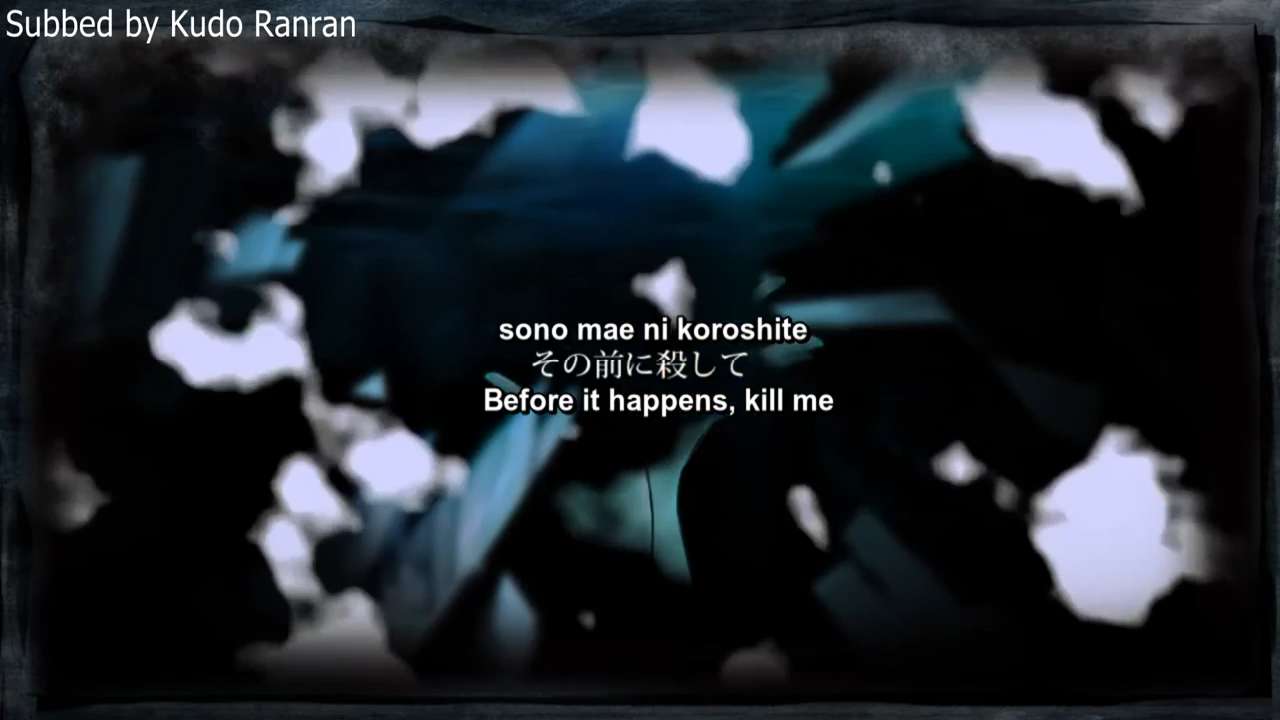 Subbed by Kudo Ranran
sono mae ni koroshite
その前に殺して
Before it happens, kill me